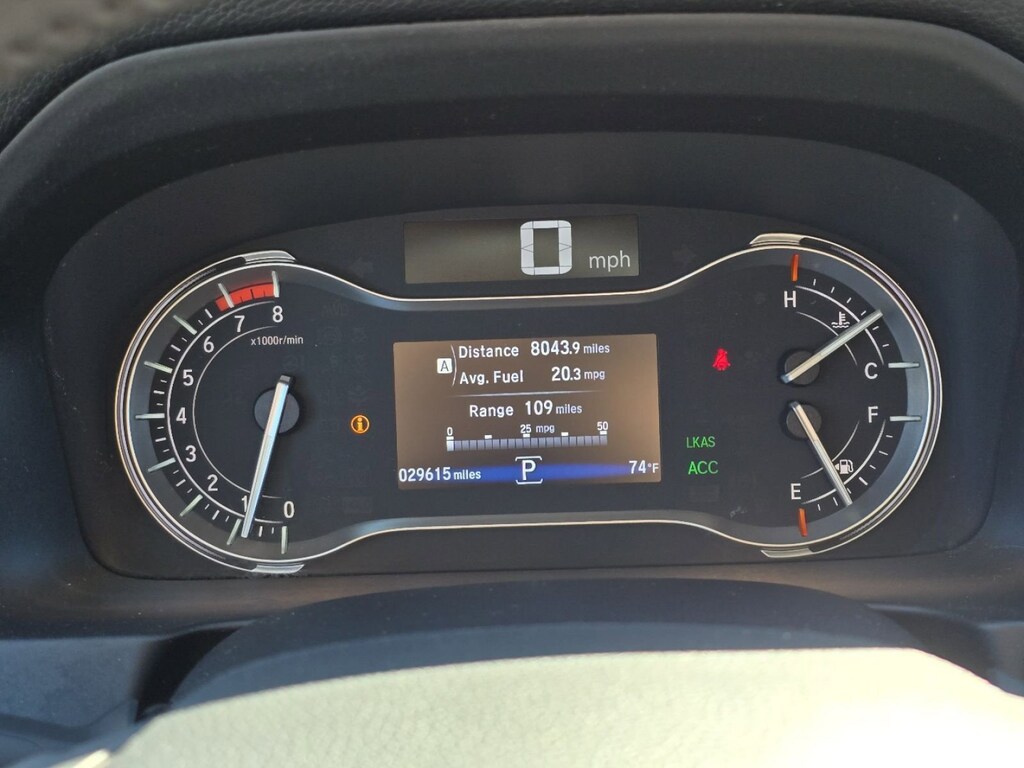 0 mph
8
7
6
x1000r/min
5
4
3
2
1
0
A Distance 8043.9 miles
Avg. Fuel 20.3 mpg
Range 109 miles
0 25 mpg 50
029615 miles P 74°F
i
LKAS
ACC
H
C
F
E